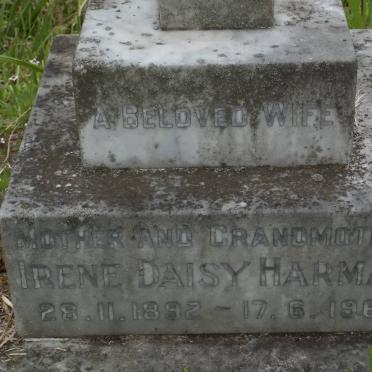 A BELOVED WIFE
MOTHER AND GRANDMOT
IRENE DAISY HARMA
28.11.1892 - 17.6.196